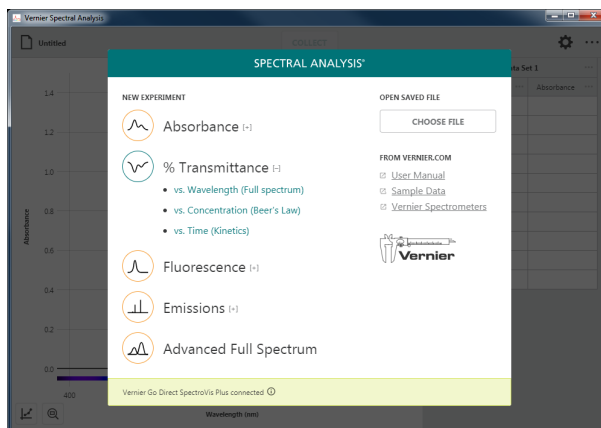 Vernier Spectral Analysis
Untitled
COLLECT
SPECTRAL ANALYSIS®
Set 1
NEW EXPERIMENT
Absorbance [+]
% Transmittance [-]
• vs. Wavelength (Full spectrum)
• vs. Concentration (Beer's Law)
• vs. Time (Kinetics)
Fluorescence [+]
Emissions [+]
Advanced Full Spectrum
OPEN SAVED FILE
CHOOSE FILE
FROM VERNIER.COM
User Manual
Sample Data
Vernier Spectrometers
Vernier
Vernier Go Direct SpectroVis Plus connected
Absorbance
Absorbance
1.4
1.2
1.0
0.8
0.6
0.4
0.2
0.0
400
Wavelength (nm)